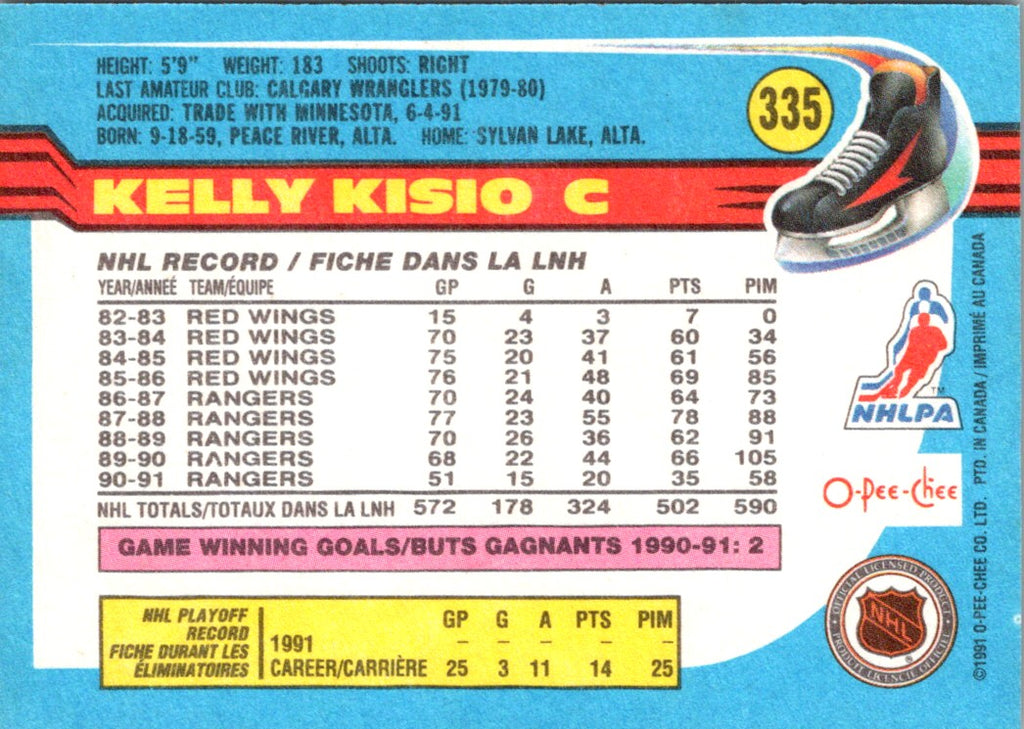 HEIGHT: 5'9" WEIGHT: 183 SHOOTS: RIGHT
LAST AMATEUR CLUB: CALGARY WRANGLERS (1979-80)
ACQUIRED: TRADE WITH MINNESOTA, 6-4-91
BORN: 9-18-59, PEACE RIVER, ALTA. HOME: SYLVAN LAKE, ALTA.
335
KELLY KISIO C
NHL RECORD / FICHE DANS LA LNH
YEAR/ANNEÉ TEAM/ÉQUIPE GP G A PTS PIM
82-83 RED WINGS 15 4 3 7 0
83-84 RED WINGS 70 23 37 60 34
84-85 RED WINGS 75 20 41 61 56
85-86 RED WINGS 76 21 48 69 85
86-87 RANGERS 70 24 40 64 73
87-88 RANGERS 77 23 55 78 88
88-89 RANGERS 70 26 36 62 91
89-90 RANGERS 68 22 44 66 105
90-91 RANGERS 51 15 20 35 58
NHL TOTALS/TOTAUX DANS LA LNH 572 178 324 502 590
GAME WINNING GOALS/BUTS GAGNANTS 1990-91: 2
NHL PLAYOFF
RECORD
FICHE DURANT LES
ÉLIMINATOIRES
GP G A PTS PIM
1991 – – – – –
CAREER/CARRIÈRE 25 3 11 14 25
TM
NHLPA
O-Pee-Chee
OFFICIAL LICENSED PRODUCT
NHL
®
PRODUIT LICENCIÉ OFFICIEL
©1991 O-PEE-CHEE CO. LTD. PTD. IN CANADA / IMPRIMÉ AU CANADA